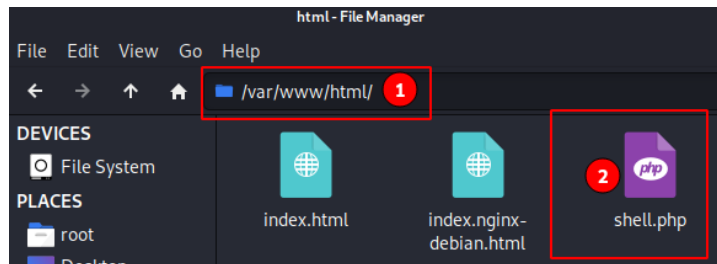 html - File Manager
File Edit View Go Help
/var/www/html/ 1
DEVICES
File System
PLACES
root
Desktop
2
php
index.html
index.nginx-
debian.html
shell.php